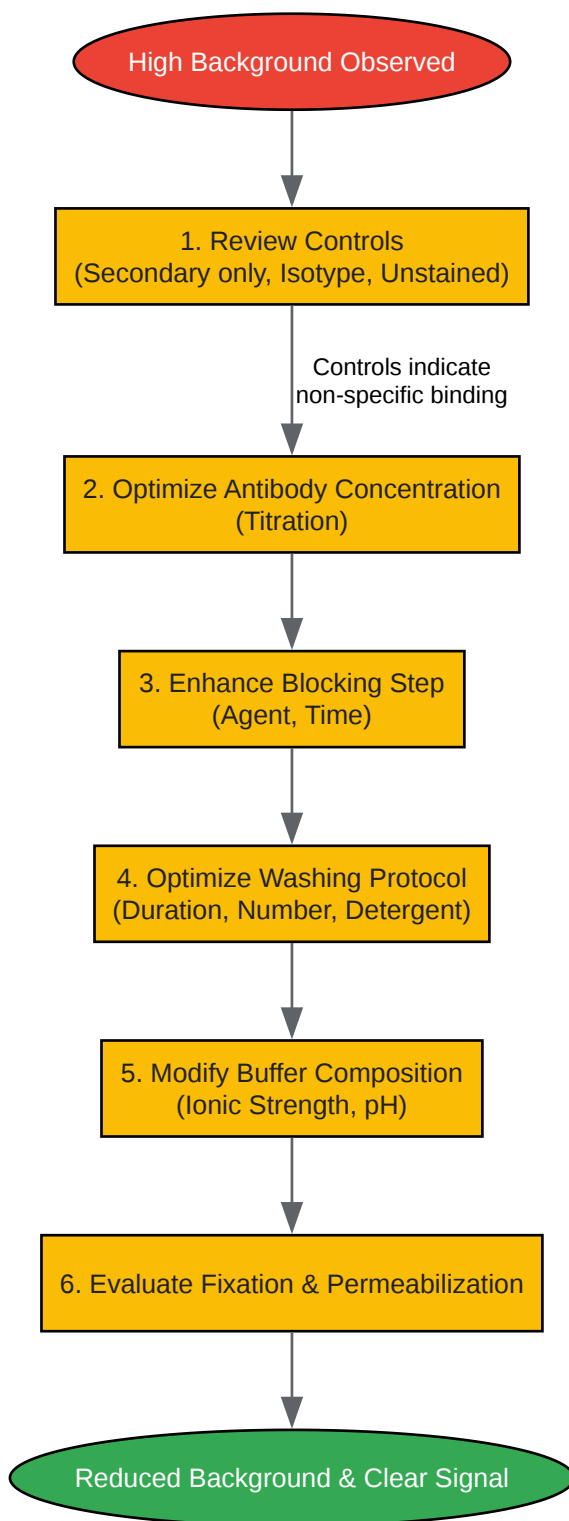 High Background Observed
1. Review Controls
(Secondary only, Isotype, Unstained)
Controls indicate
non-specific binding
2. Optimize Antibody Concentration
(Titration)
3. Enhance Blocking Step
(Agent, Time)
4. Optimize Washing Protocol
(Duration, Number, Detergent)
5. Modify Buffer Composition
(Ionic Strength, pH)
6. Evaluate Fixation & Permeabilization
Reduced Background & Clear Signal